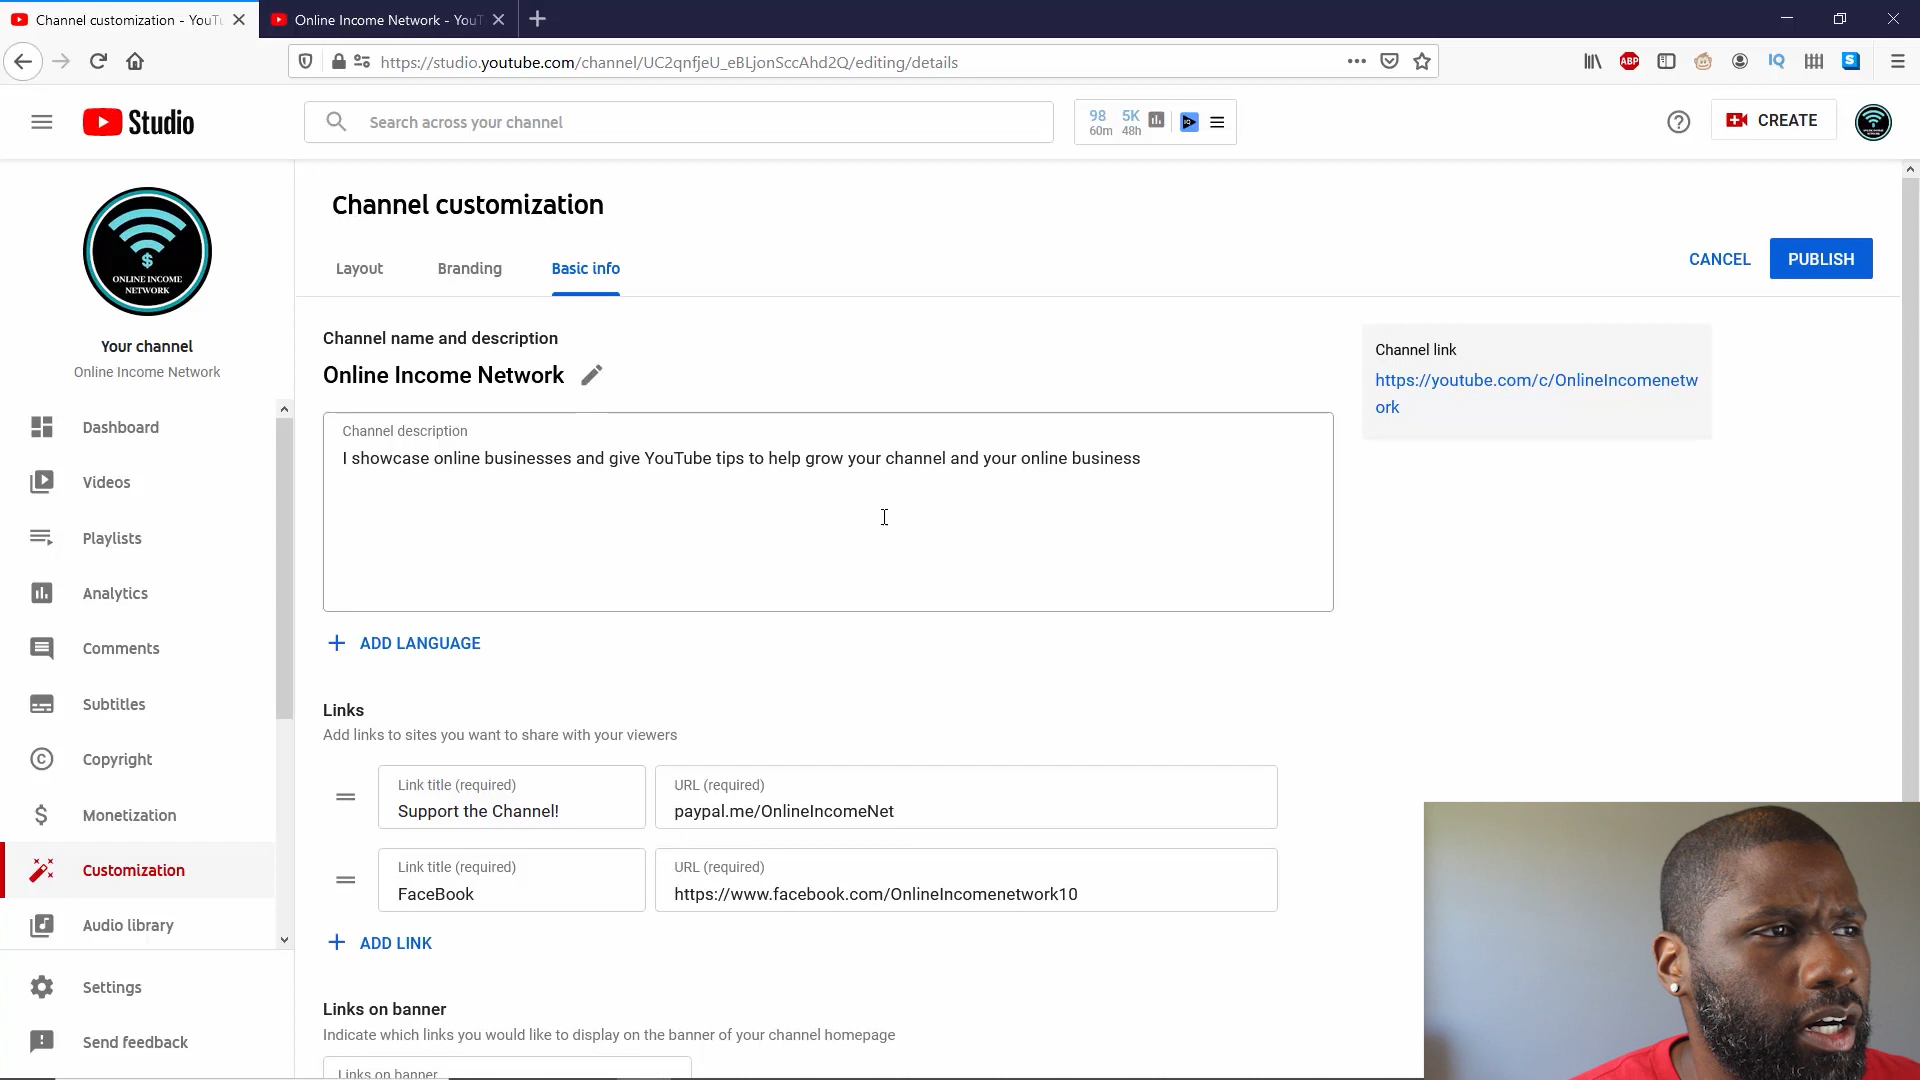 Channel customization - YouTu
Online Income Network - YouT
https://studio.youtube.com/channel/UC2qnfjeU_eBLjonSccAhd2Q/editing/details
ABP
IQ
S
Studio
Search across your channel
98 5K
60m 48h
CREATE
ONLINE INCOME
NETWORK
Your channel
Online Income Network
Dashboard
Videos
Playlists
Analytics
Comments
Subtitles
Copyright
Monetization
Customization
Audio library
Settings
Send feedback
Channel customization
Layout
Branding
Basic info
CANCEL
PUBLISH
Channel name and description
Online Income Network
Channel description
I showcase online businesses and give YouTube tips to help grow your channel and your online business
ADD LANGUAGE
Channel link
https://youtube.com/c/OnlineIncomenetw
ork
Links
Add links to sites you want to share with your viewers
Link title (required)
Support the Channel!
URL (required)
paypal.me/OnlineIncomeNet
Link title (required)
FaceBook
URL (required)
https://www.facebook.com/OnlineIncomenetwork10
ADD LINK
Links on banner
Indicate which links you would like to display on the banner of your channel homepage
Links on banner